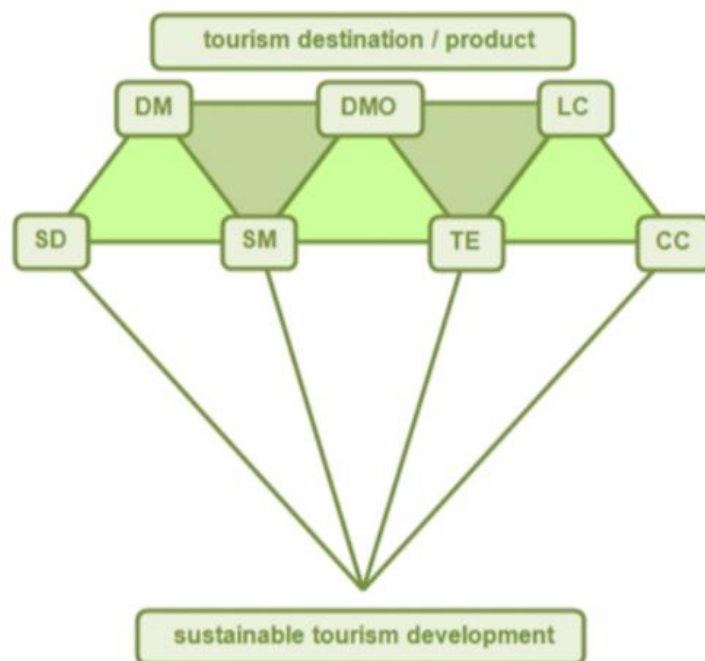 tourism destination / product
DM DMO LC
SD SM TE CC
sustainable tourism development